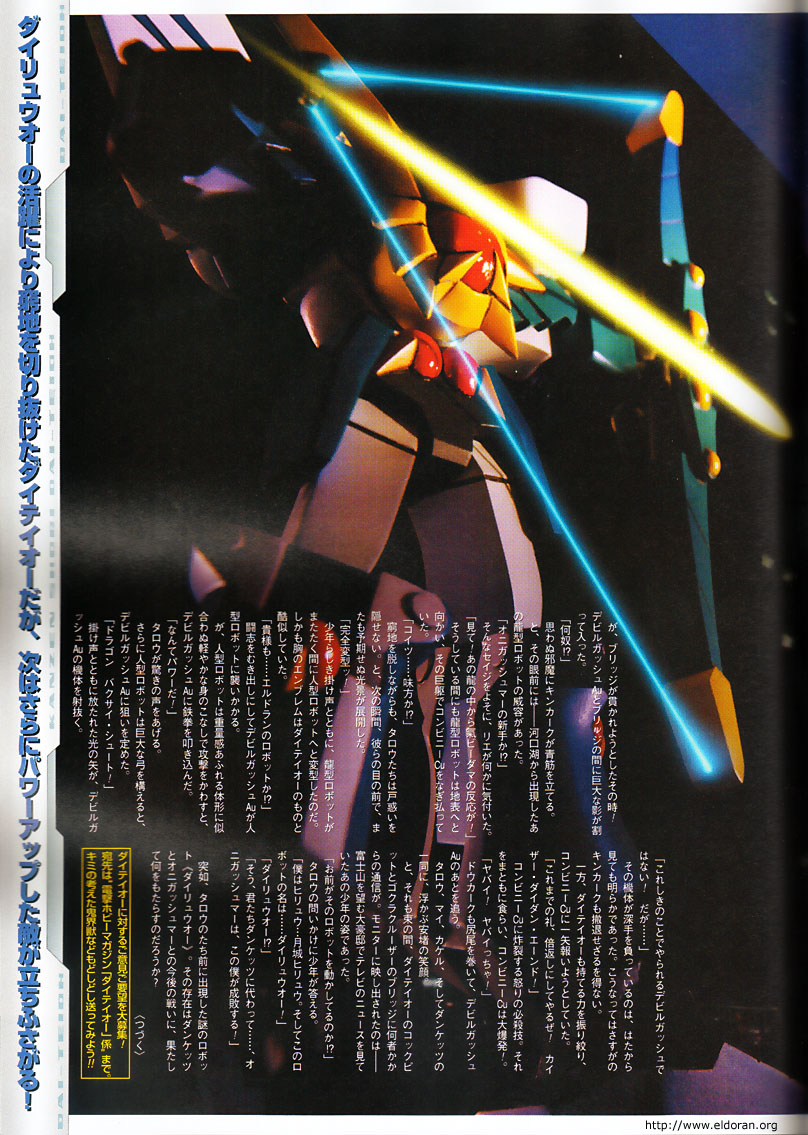 ダイリュウオーの活躍により窮地を切り抜けたダイテイオーだが、次はさらにパワーアップした敵が立ちふさがる!
が、ブリッジが貫かれようとしたその時!
デビルガッシュAuとブリッジの間に巨大な影が割
って入った。
「何奴!?」
思わぬ邪魔にキンカークが青筋を立てる。
と、その眼前には――河口湖から出現したあ
の龍型ロボットの威容があった。
「オニガッシュマーの新手か!?」
そんなセイジをよそに、リエが何かに気付いた。
「見て!あの龍の中から氣ビーダマの反応が!」
そうしている間にも龍型ロボットは地表へと
向かい、その巨躯でコンビニーCuをなぎ払って
いた。
「コイツ……味方か!?」
窮地を脱しながらも、タロウたちは戸惑いを
隠せない、と、次の瞬間、彼らの目の前で、ま
たも予期せぬ光景が展開した。
「完全変型ッ!」
少年らしき掛け声とともに、龍型ロボットが
またたく間に人型ロボットへと変型したのだ。
しかも胸のエンブレムはダイテイオーのものと
酷似していた。
「貴様も……エルドランのロボットか!?」
闘志をむき出しにしてデビルガッシュAuが人
型ロボットに襲いかかる。
が、人型ロボットは重量感あふれる体形に似
合わぬ軽やかな身のこなしで攻撃をかわすと、
デビルガッシュAuに鉄拳を叩き込んだ。
「なんてパワーだ!」
タロウが驚きの声をあげる。
さらに人型ロボットは巨大な弓を構えると、
デビルガッシュAuに狙いを定めた。
「ドラゴン バクサイ・シュート!」
掛け声とともに放たれた光の矢が、デビルガ
ッシュAuの機体を射抜く。
「これしきのことでやられるデビルガッシュで
はない! だが……」
その機体が深手を負っているのは、はたから
見ても明らかであった。こうなってはさすがの
キンカークも撤退せざるを得ない。
一方、ダイテイオーも持てる力を振り絞り、
コンビニーCuに一矢報いようとしていた。
「これまでの礼、倍返しにしてやるぜ! カイ
ザー・ダイダン・エーンド!」
コンビニーCuに炸裂する怒りの必殺技。それ
をまともに食らい、コンビニーCuは大爆発!。
「ヤバイ! ヤバイっちゃ!」
ドウカークも尻尾を巻いて、デビルガッシュ
Auのあとを追う。
タロウ、マイ、カケル、そしてダンケッツの
一同に、浮かぶ安堵の笑顔。
と、それも束の間、ダイテイオーのコックピ
ットとゴクラクルーザーのブリッジに何者か
らの通信が。モニターに映し出されたのは――
富士山を望む大豪邸でテレビのニュースを見て
いたあの少年の姿であった。
「お前がそのロボットを動かしてるのか!?」
タロウの問いかけに少年が答える。
「僕はヒリュウ…月城ヒリュウ。そしてこのロ
ボットの名は……ダイリュウオー!」
「ダイリュウオー!?」
「そう、君たちダンケッツに代わって……、オ
ニガッシュマーは、この僕が成敗する!」
突如、タロウのたち前に出現した謎のロボッ
ト〈ダイリュウオー〉。その存在はダンケッツ
とオニガッシュマーとの今後の戦いに、果たし
て何をもたらすのだろうか?
〈つづく〉
ダイテイオーに対するご意見ご要望を大募集!
宛先は、電撃ホビーマガジン「ダイテイオー」係”まで。
キミの考えた鬼界獣などもどしどし送ってみよう!!
http://www.eldoran.org